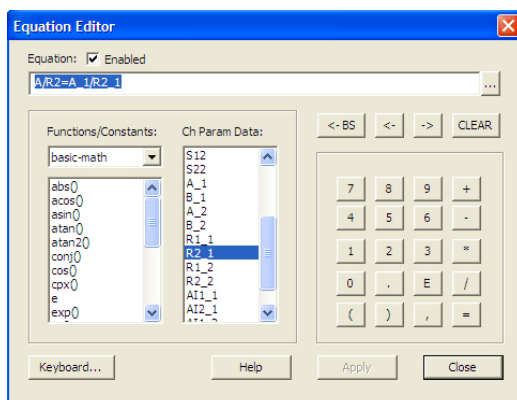 Equation Editor
Equation: Enabled
A/R2=A_1/R2_1
...
Functions/Constants:
basic-math
abs()
acos()
asin()
atan()
atan2()
conj()
cos()
cpx()
e
exp()
Ch Param Data:
S12
S22
A_1
B_1
A_2
B_2
R1_1
R2_1
R1_2
R2_2
AI1_1
AI2_1
AI1_2
<-BS <- -> CLEAR
7 8 9 +
4 5 6 -
1 2 3 *
0 . E /
( ) , =
Keyboard... Help Apply Close